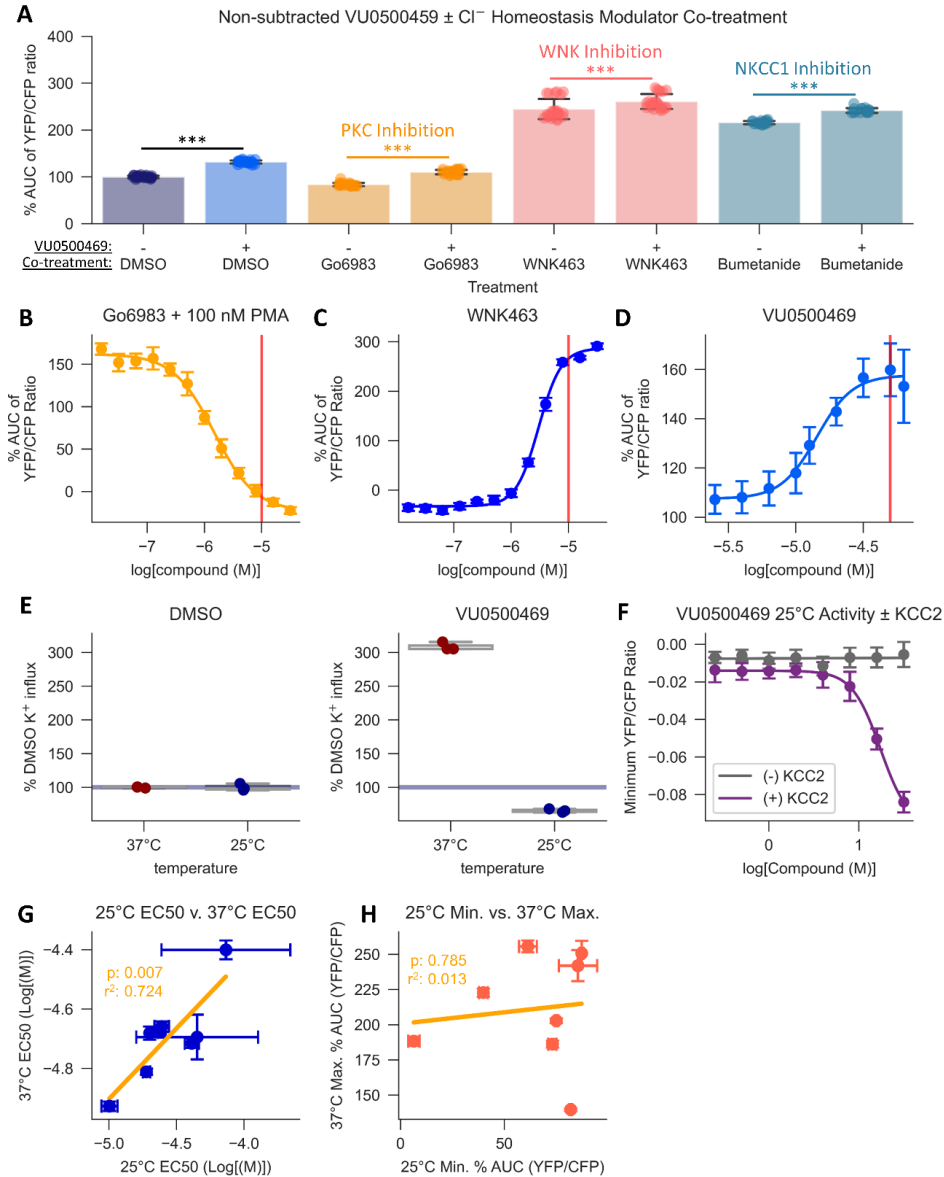 A
Non-subtracted VU0500459 ± Cl⁻ Homeostasis Modulator Co-treatment
% AUC of YFP/CFP ratio
400
300
200
100
0
***
PKC Inhibition
***
WNK Inhibition
***
NKCC1 Inhibition
***
VU0500469: - + - + - + - +
Co-treatment: DMSO DMSO Go6983 Go6983 WNK463 WNK463 Bumetanide Bumetanide
Treatment
B
Go6983 + 100 nM PMA
% AUC of
YFP/CFP Ratio
150
100
50
0
−7 −6 −5
log[compound (M)]
C
WNK463
% AUC of
YFP/CFP Ratio
300
200
100
0
−7 −6 −5
log[compound (M)]
D
VU0500469
% AUC of
YFP/CFP Ratio
160
140
120
100
−5.5 −5.0 −4.5
log[compound (M)]
E
DMSO
% DMSO K⁺ influx
300
250
200
150
100
37°C 25°C
temperature
VU0500469
% DMSO K⁺ influx
300
250
200
150
100
37°C 25°C
temperature
F
VU0500469 25°C Activity ± KCC2
Minimum YFP/CFP Ratio
0.00
−0.02
−0.04
−0.06
−0.08
(-) KCC2
(+) KCC2
0 1
log[Compound (M)]
G
25°C EC50 v. 37°C EC50
37°C EC50 (Log[(M)])
−4.4
−4.6
−4.8
p: 0.007
r²: 0.724
−5.0 −4.5 −4.0
25°C EC50 (Log[(M)])
H
25°C Min. vs. 37°C Max.
37°C Max. % AUC (YFP/CFP)
250
225
200
175
150
p: 0.785
r²: 0.013
0 50
25°C Min. % AUC (YFP/CFP)